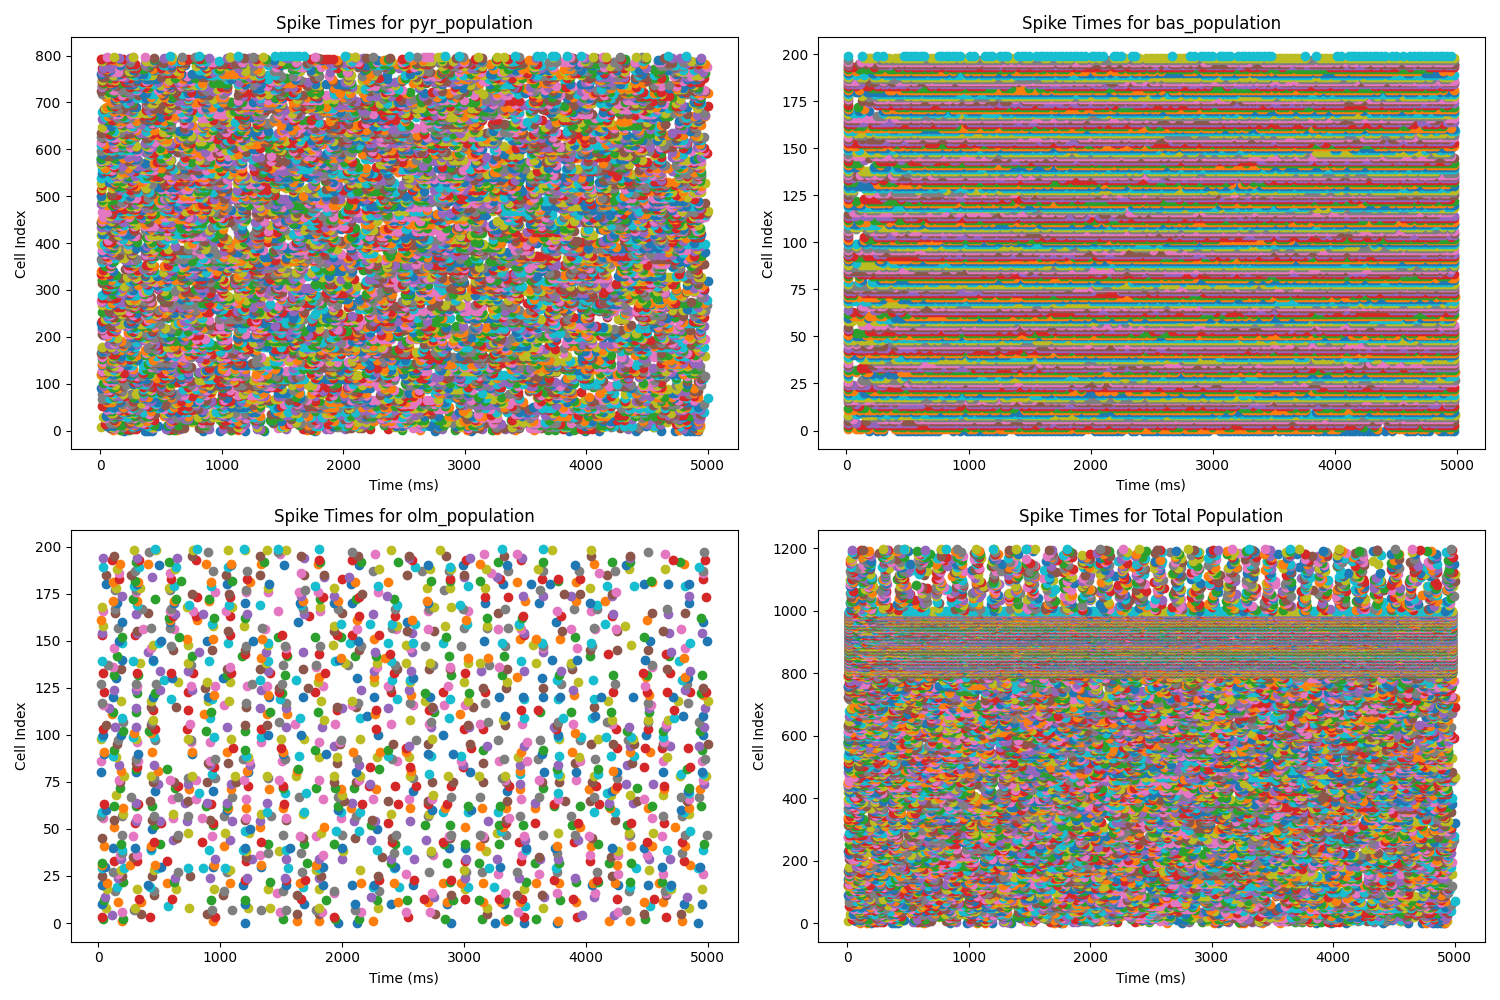 Spike Times for pyr_population
800
700
600
500
400
300
200
100
0
Cell Index
0 1000 2000 3000 4000 5000
Time (ms)
Spike Times for bas_population
200
175
150
125
100
75
50
25
0
Cell Index
0 1000 2000 3000 4000 5000
Time (ms)
Spike Times for olm_population
200
175
150
125
100
75
50
25
0
Cell Index
0 1000 2000 3000 4000 5000
Time (ms)
Spike Times for Total Population
1200
1000
800
600
400
200
0
Cell Index
0 1000 2000 3000 4000 5000
Time (ms)